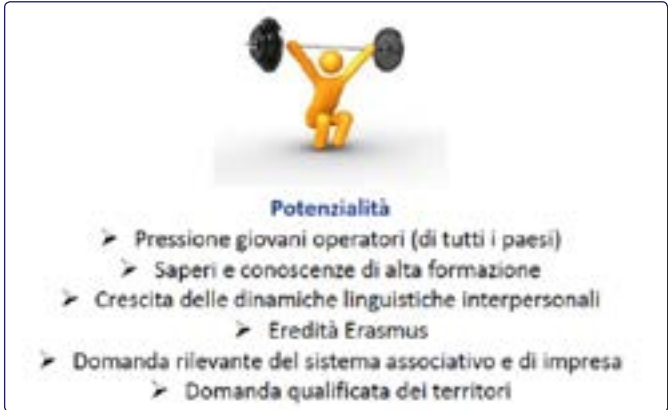 Potenzialità
➢ Pressione giovani operatori (di tutti i paesi)
➢ Saperi e conoscenze di alta formazione
➢ Crescita delle dinamiche linguistiche interpersonali
➢ Eredità Erasmus
➢ Domanda rilevante del sistema associativo e di impresa
➢ Domanda qualificata dei territori